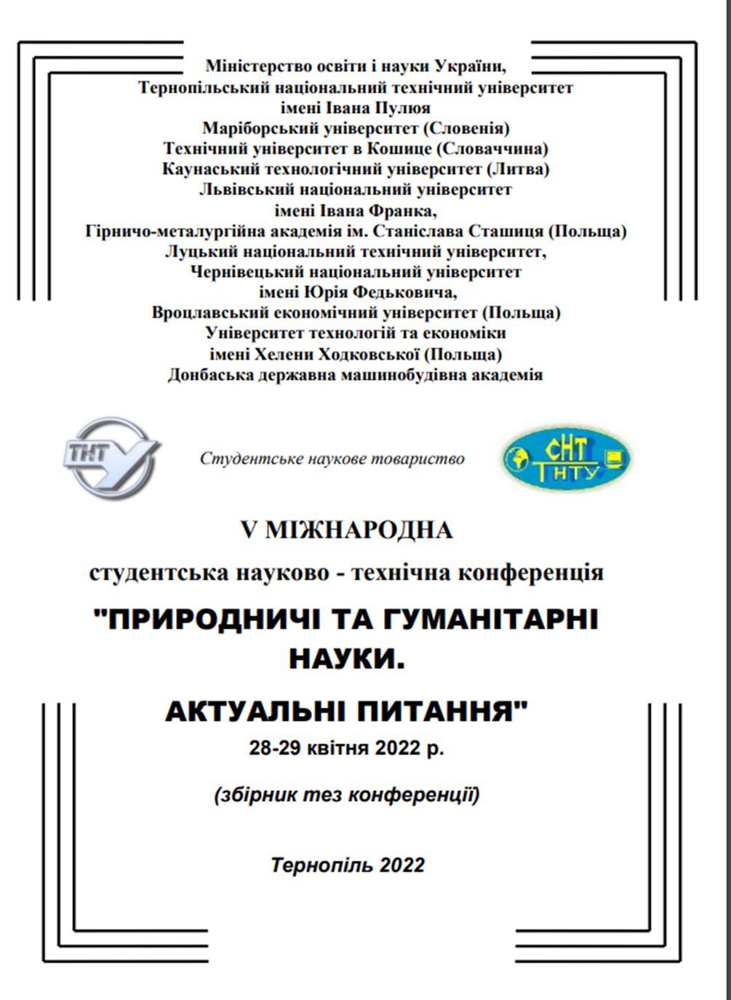 Міністерство освіти і науки України,
Тернопільський національний технічний університет
імені Івана Пулюя
Маріборський університет (Словенія)
Технічний університет в Кошице (Словаччина)
Каунаський технологічний університет (Литва)
Львівський національний університет
імені Івана Франка,
Гірничо-металургійна академія ім. Станіслава Сташиця (Польща)
Луцький національний технічний університет,
Чернівецький національний університет
імені Юрія Федьковича,
Вроцлавський економічний університет (Польща)
Університет технологій та економіки
імені Хелени Ходковської (Польща)
Донбаська державна машинобудівна академія
ТНТУ
Студентське наукове товариство
СНТ
ТНТУ
V МІЖНАРОДНА
студентська науково - технічна конференція
"ПРИРОДНИЧІ ТА ГУМАНІТАРНІ
НАУКИ.
АКТУАЛЬНІ ПИТАННЯ"
28-29 квітня 2022 р.
(збірник тез конференції)
Тернопіль 2022